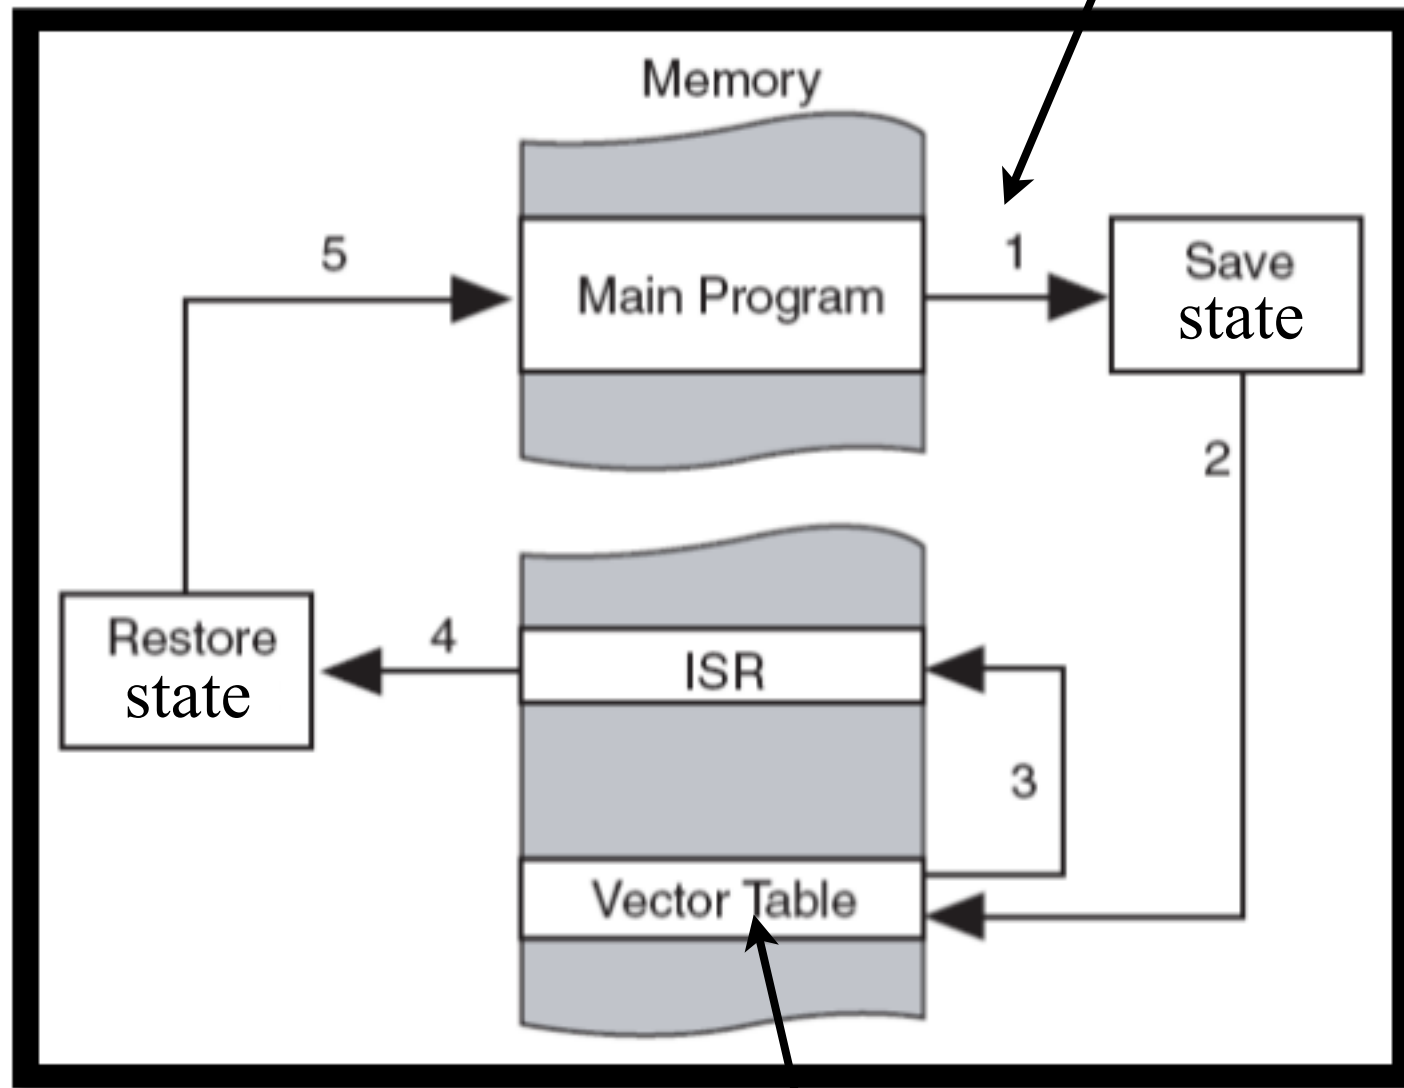 Memory
5
Main Program
1
Save
state
2
Restore
state
4
ISR
3
Vector Table